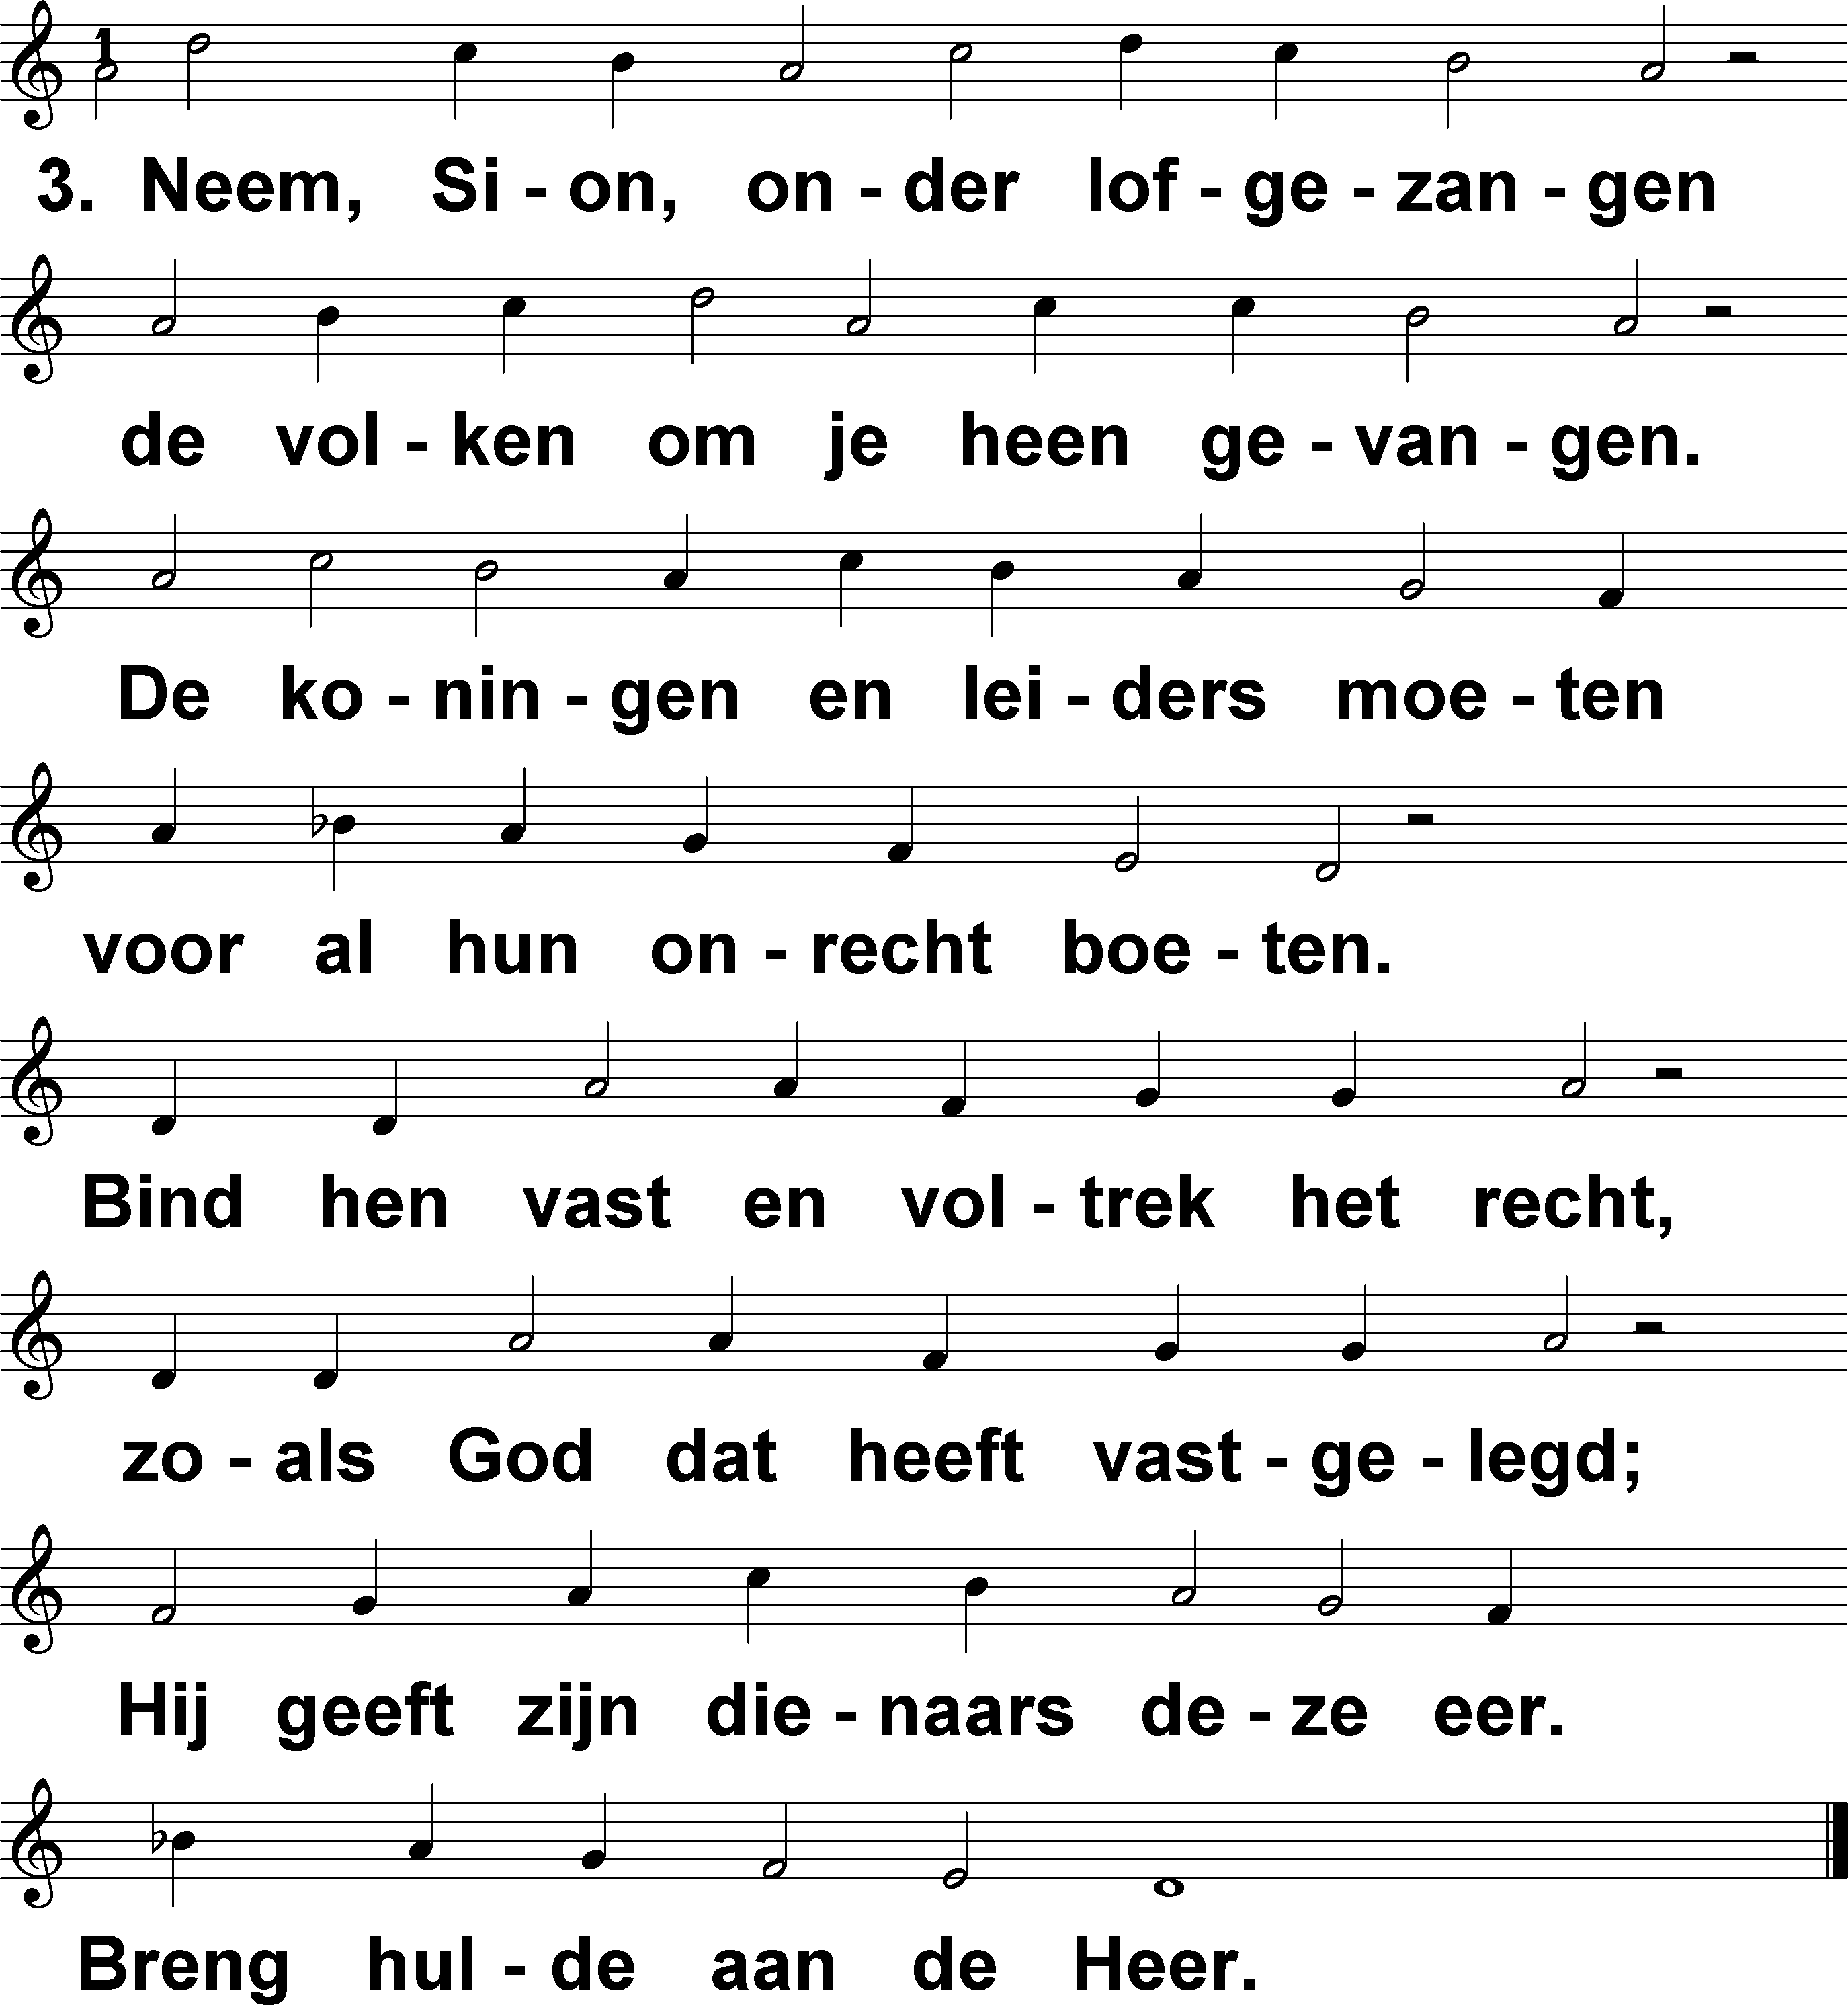 1
3. Neem, Si - on, on - der lof - ge - zan - gen
de vol - ken om je heen ge - van - gen.
De ko - nin - gen en lei - ders moe - ten
voor al hun on - recht boe - ten.
Bind hen vast en vol - trek het recht,
zo - als God dat heeft vast - ge - legd;
Hij geeft zijn die - naars de - ze eer.
Breng hul - de aan de Heer.